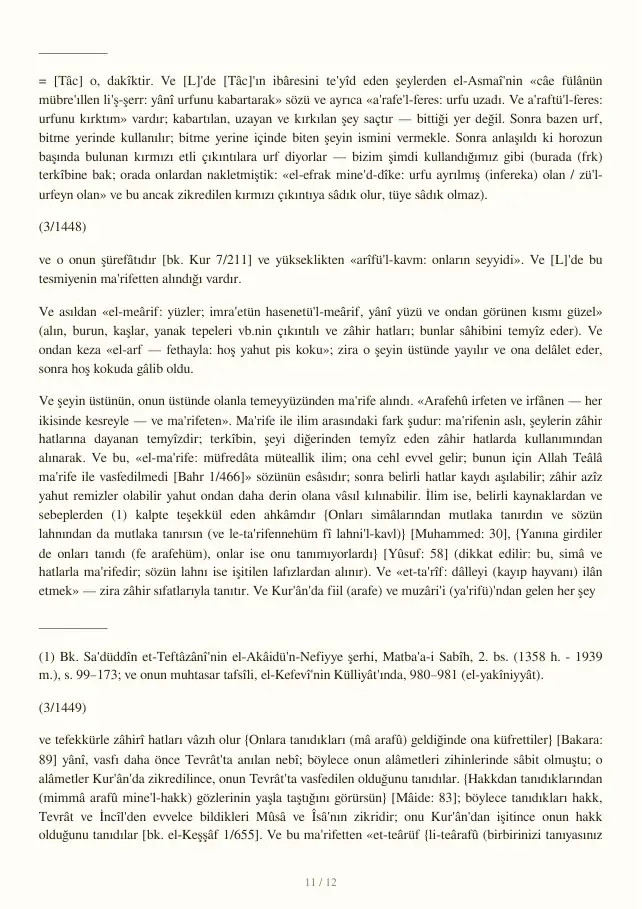 = [Tâc] o, dakîktir. Ve [L]'de [Tâc]'ın ibâresini te'yîd eden şeylerden el-Asmaî'nin «câe fülânün
mübre'ıllen li'ş-şerr: yânî urfunu kabartarak» sözü ve ayrıca «a'rafe'l-feres: urfu uzadı. Ve a'raftü'l-feres:
urfunu kırktım» vardır; kabartılan, uzayan ve kırkılan şey saçtır — bittiği yer değil. Sonra bazen urf,
bitme yerinde kullanılır; bitme yerine içinde biten şeyin ismini vermekle. Sonra anlaşıldı ki horozun
başında bulunan kırmızı etli çıkıntılara urf diyorlar — bizim şimdi kullandığımız gibi (burada (frk)
terkîbine bak; orada onlardan nakletmiştik: «el-efrak mine'd-dîke: urfu ayrılmış (infereka) olan / zü'l-
urfeyn olan» ve bu ancak zikredilen kırmızı çıkıntıya sâdık olur, tüye sâdık olmaz).
(3/1448)
ve o onun şürefâtıdır [bk. Kur 7/211] ve yükseklikten «arîfü'l-kavm: onların seyyidi». Ve [L]'de bu
tesmiyenin ma'rifetten alındığı vardır.
Ve asıldan «el-meârif: yüzler; imra'etün hasenetü'l-meârif, yânî yüzü ve ondan görünen kısmı güzel»
(alın, burun, kaşlar, yanak tepeleri vb.nin çıkıntılı ve zâhir hatları; bunlar sâhibini temyîz eder). Ve
ondan keza «el-arf — fethayla: hoş yahut pis koku»; zira o şeyin üstünde yayılır ve ona delâlet eder,
sonra hoş kokuda gâlib oldu.
Ve şeyin üstünün, onun üstünde olanla temeyyüzünden ma'rife alındı. «Arafehû irfeten ve irfânen — her
ikisinde kesreyle — ve ma'rifeten». Ma'rife ile ilim arasındaki fark şudur: ma'rifenin aslı, şeylerin zâhir
hatlarına dayanan temyîzdir; terkîbin, şeyi diğerinden temyîz eden zâhir hatlarda kullanımından
alınarak. Ve bu, «el-ma'rife: müfredâta müteallik ilim; ona cehl evvel gelir; bunun için Allah Teâlâ
ma'rife ile vasfedilmedi [Bahr 1/466]» sözünün esâsıdır; sonra belirli hatlar kaydı aşılabilir; zâhir azîz
yahut remizler olabilir yahut ondan daha derin olana vâsıl kılınabilir. İlim ise, belirli kaynaklardan ve
sebeplerden (1) kalpte teşekkül eden ahkâmdır {Onları simâlarından mutlaka tanırdın ve sözün
lahnından da mutlaka tanırsın (ve le-ta'rifennehüm fî lahni'l-kavl)} [Muhammed: 30], {Yanına girdiler
de onları tanıdı (fe arafehüm), onlar ise onu tanımıyorlardı} [Yûsuf: 58] (dikkat edilir: bu, simâ ve
hatlarla ma'rifedir; sözün lahnı ise işitilen lafızlardan alınır). Ve «et-ta'rîf: dâlleyi (kayıp hayvanı) ilân
etmek» — zira zâhir sıfatlarıyla tanıtır. Ve Kur'ân'da fiil (arafe) ve muzâri'i (ya'rifü)'ndan gelen her şey
(1) Bk. Sa'düddîn et-Teftâzânî'nin el-Akâidü'n-Nefiyye şerhi, Matba'a-i Sabîh, 2. bs. (1358 h. - 1939
m.), s. 99–173; ve onun muhtasar tafsîli, el-Kefevî'nin Külliyât'ında, 980–981 (el-yakîniyyât).
(3/1449)
ve tefekkürle zâhirî hatları vâzıh olur {Onlara tanıdıkları (mâ arafû) geldiğinde ona küfrettiler} [Bakara:
89] yânî, vasfı daha önce Tevrât'ta anılan nebî; böylece onun alâmetleri zihinlerinde sâbit olmuştu; o
alâmetler Kur'ân'da zikredilince, onun Tevrât'ta vasfedilen olduğunu tanıdılar. {Hakkdan tanıdıklarından
(mimmâ arafû mine'l-hakk) gözlerinin yaşla taştığını görürsün} [Mâide: 83]; böylece tanıdıkları hakk,
Tevrât ve İncîl'den evvelce bildikleri Mûsâ ve Îsâ'nın zikridir; onu Kur'ân'dan işitince onun hakk
olduğunu tanıdılar [bk. el-Keşşâf 1/655]. Ve bu ma'rifetten «et-teârüf {li-teârafû (birbirinizi tanıyasınız
11 / 12